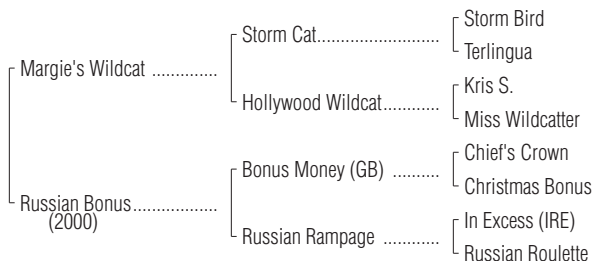 Storm Bird
Storm Cat........................
Terlingua
Margie's Wildcat .............
Kris S.
Hollywood Wildcat...........
Miss Wildcatter
Chief's Crown
Bonus Money (GB) .........
Christmas Bonus
Russian Bonus.................
(2000)
In Excess (IRE)
Russian Rampage ...........
Russian Roulette